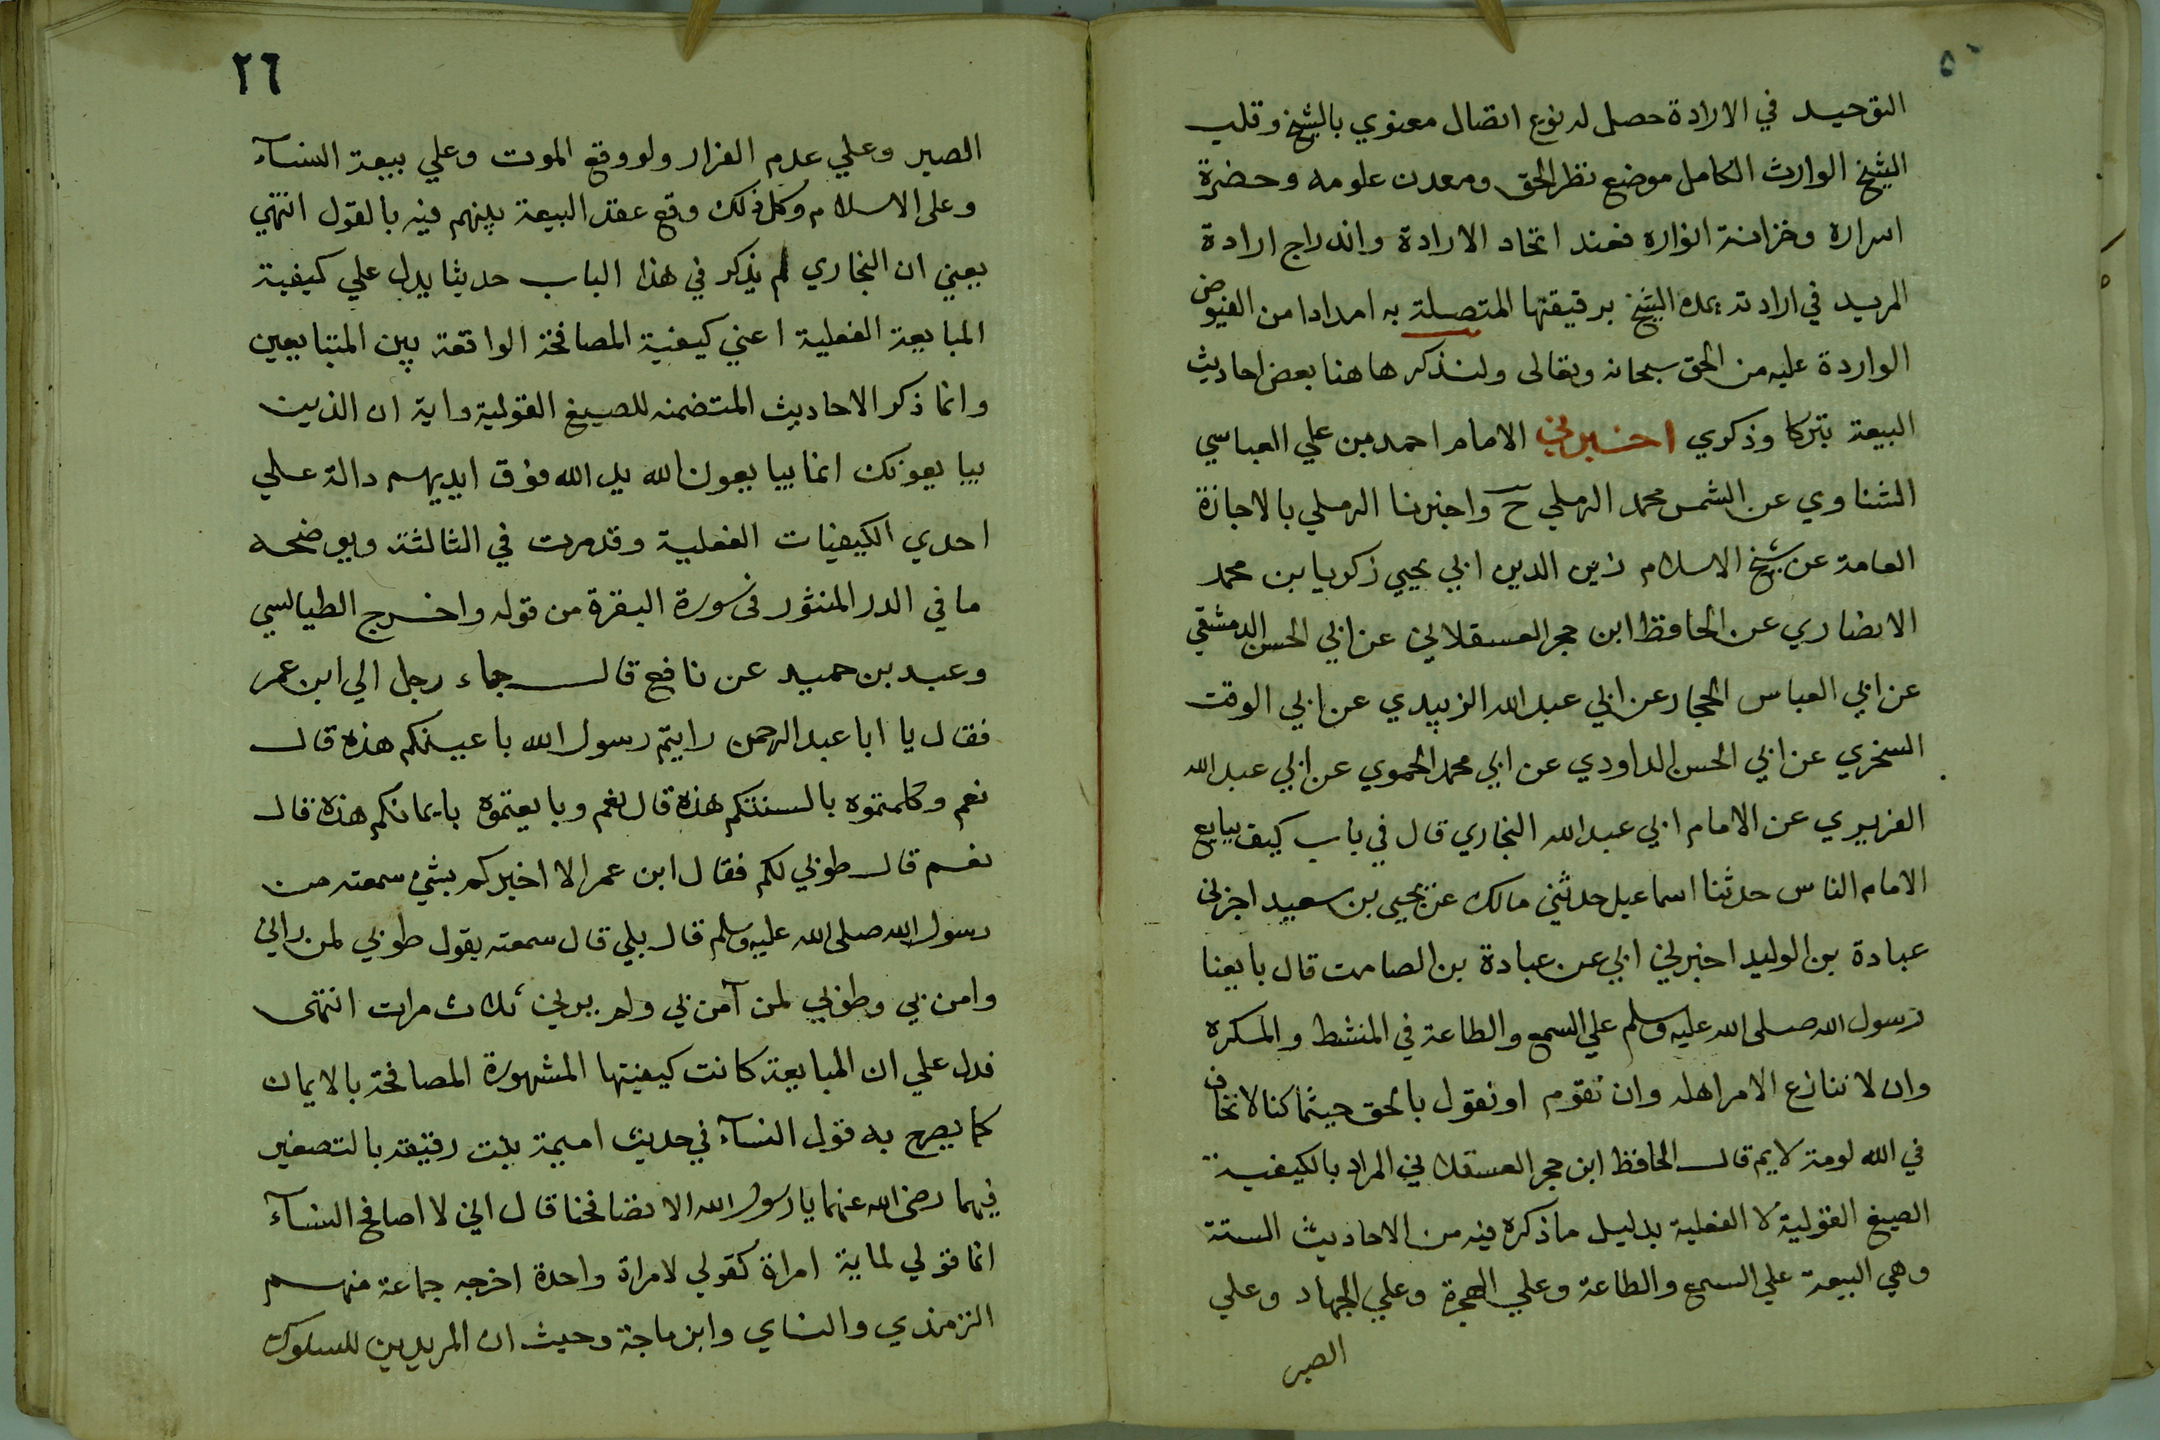 التوحيد في الارادة حصل له نوع اتصال معنوي بالشيخ وقلب
الشيخ الوارث الكامل موضع نظر الحق ومعدن علومه وحضرة
اسراره وخزانة انواره فعند اتحاد الارادة واندراج ارادة
المريد في ارادته يمده الشيخ برقيقتها المتصلة به امدادا من الفيوض
الواردة عليه من الحق سبحانه وتعالى ولنذكر هاهنا بعض احاديث
البيعة تبركا وذكري اخبرني الامام احمد بن علي العباسي
الشناوي عن الشمس محمد الرملي ح واخبرنا الرملي بالاجازة
العامة عن شيخ الاسلام زين الدين ابي يحيي زكريا بن محمد
الانصاري عن الحافظ ابن حجر العسقلاني عن ابي الحسن الدمشقي
عن ابي العباس الحجار عن ابي عبد الله الزبيدي عن ابي الوقت
السخري عن ابي الحسن الداودي عن ابي محمد الحموي عن ابي عبد الله
الفربري عن الامام ابي عبد الله البخاري قال في باب كيف يبايع
الامام الناس حدثنا اسماعيل حدثني مالك عن يحيى بن سعيد اخبرني
عبادة بن الوليد اخبرني ابي عن عبادة بن الصامت قال بايعنا
رسول الله صلى الله عليه وسلم علي السمع والطاعة في المنشط والمكره
وان لا ننازع الامر اهله وان نقوم او نقول بالحق حيثما كنا لا نخاف
في الله لومة لايم قال الحافظ ابن حجر العسقلاني المراد بالكيفية
الصيغ القولية لا الفعلية بدليل ما ذكره فيه من الاحاديث الستة
وهي البيعة علي السمع والطاعة وعلي الهجرة وعلي الجهاد وعلي
الصبر
٢٦
الصبر وعلي عدم الفرار ولو وقع الموت وعلي بيعة النسآء
وعلى الاسلام وكل ذلك وقع عقد البيعة بينهم فيه بالقول انتهي
يعني ان البخاري لم يذكر في هذا الباب حديثا يدل علي كيفية
المبايعة الفعلية اعني كيفية المصافحة الواقعة بين المتبايعين
وانما ذكر الاحاديث المتضمنه للصيغ القولية واية ان الذين
يبايعونك انما يبايعون الله يد الله فوق ايديهم دالة علي
احدي الكيفيات الفعلية وقد مرت في الثالثة ويوضحه
ما في الدر المنثور فى سورة البقرة من قوله واخرج الطيالسي
وعبد بن حميد عن نافع قال جاء رجل الي ابن عمر
فقال يا ابا عبد الرحمن رايتم رسول الله باعينكم هذه قال
نعم وكلمتموه بالسنتكم هذه قال نعم وبايعتموه بايمانكم هذه قال
نعم قال طوبي لكم فقال ابن عمر الا اخبركم بشئ سمعته من
رسول الله صلى الله عليه وسلم قال بلي قال سمعته يقول طوبي لمن راني
وامن بي وطوبي لمن آمن بي ولم يرني ثلاث مرات انتهى
فدل علي ان المبايعة كانت كيفيتها المشهورة المصافحة بالايمان
كما يصرح به قول النسآء في حديث اميمة بنت رقيقة بالتصغير
فيهما رضى الله عنهما يا رسول الله الا تصافحنا قال اني لا اصافح النسآء
انما قولي لماية امراة كقولي لامراة واحدة اخرجه جماعة منهم
الترمذي والنساي وابن ماجة وحيث ان المريدين للسلوك